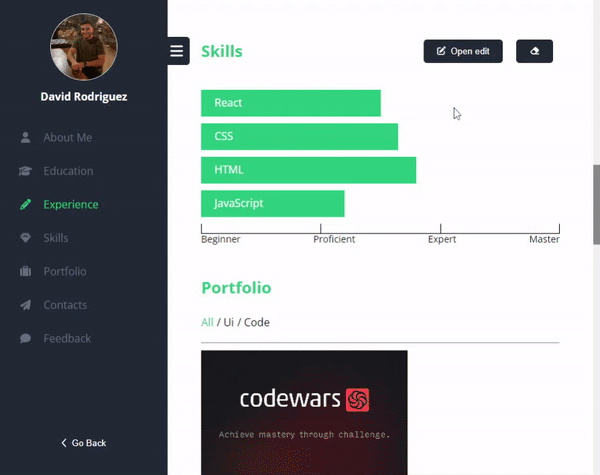 David Rodriguez
About Me
Education
Experience
Skills
Portfolio
Contacts
Feedback
Go Back
Skills
Open edit
React
CSS
HTML
JavaScript
Beginner Proficient Expert Master
Portfolio
All / Ui / Code
codewars
Achieve mastery through challenge.